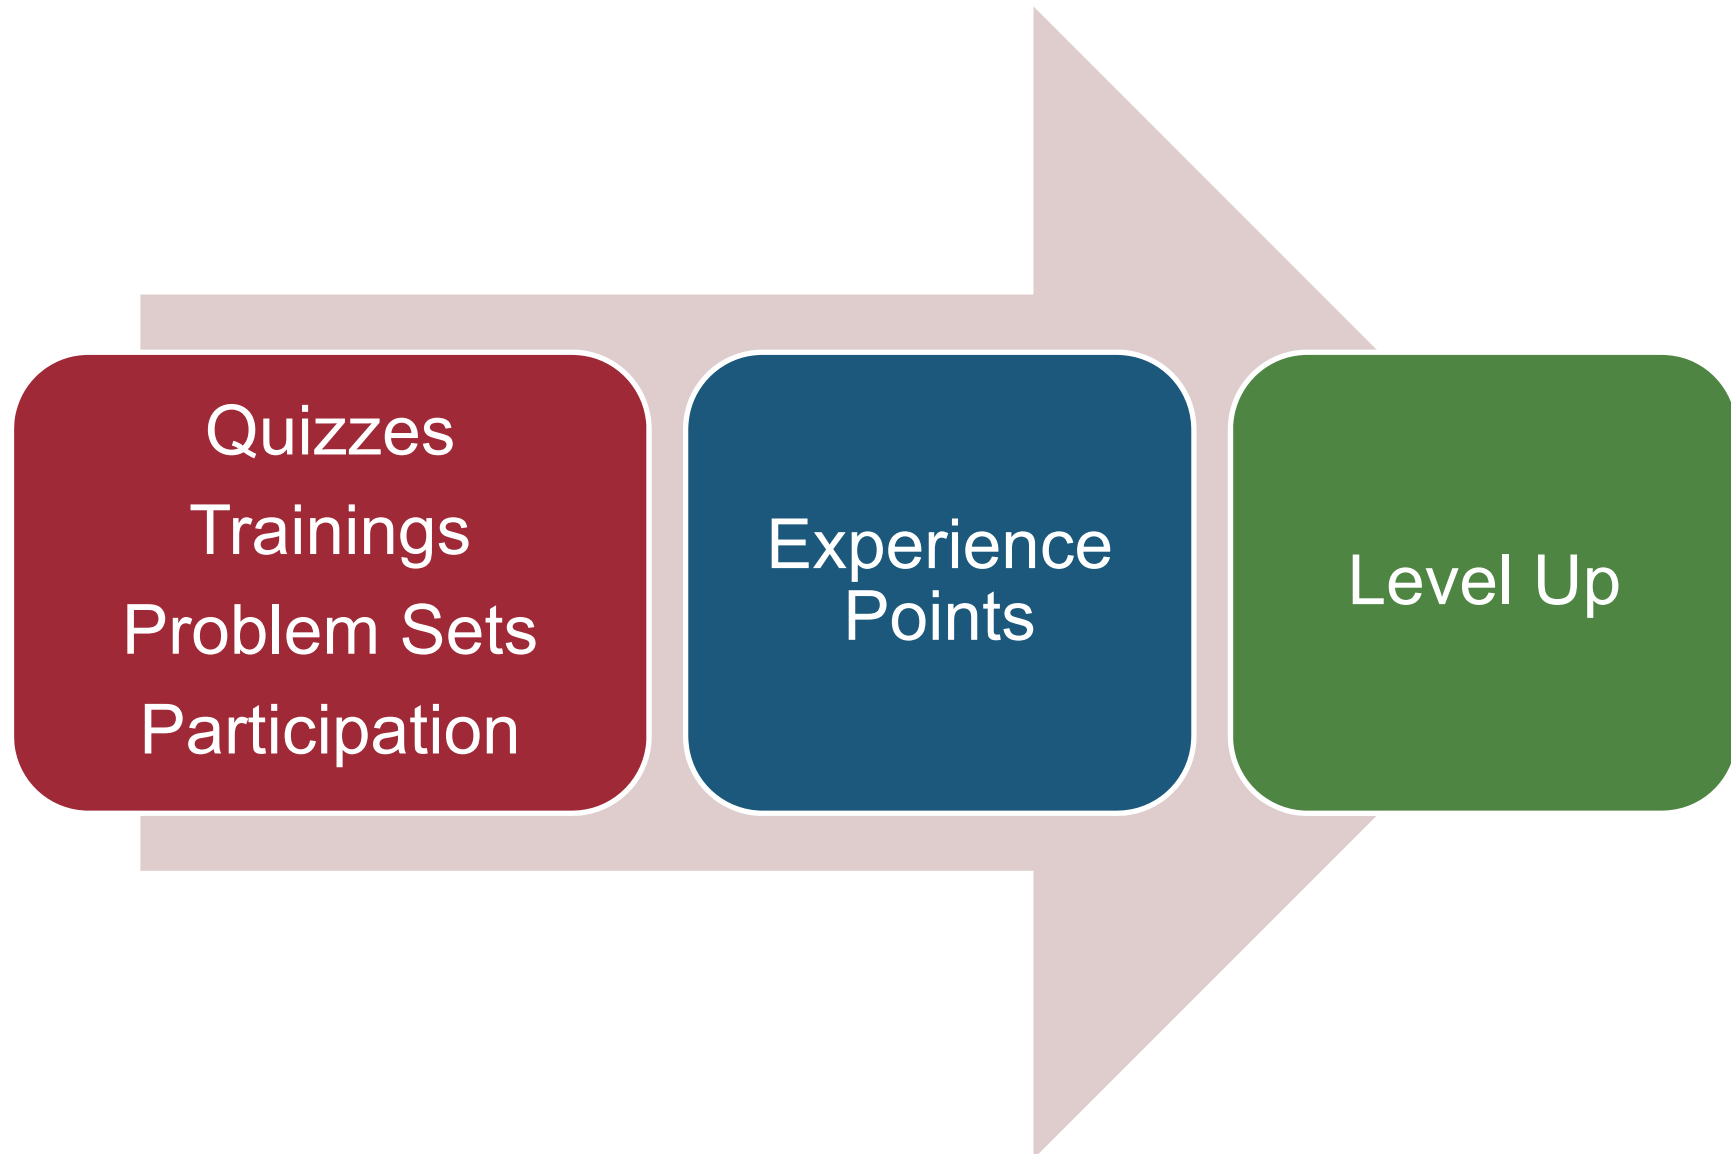 Quizzes
Trainings
Problem Sets
Participation
Experience
Points
Level Up